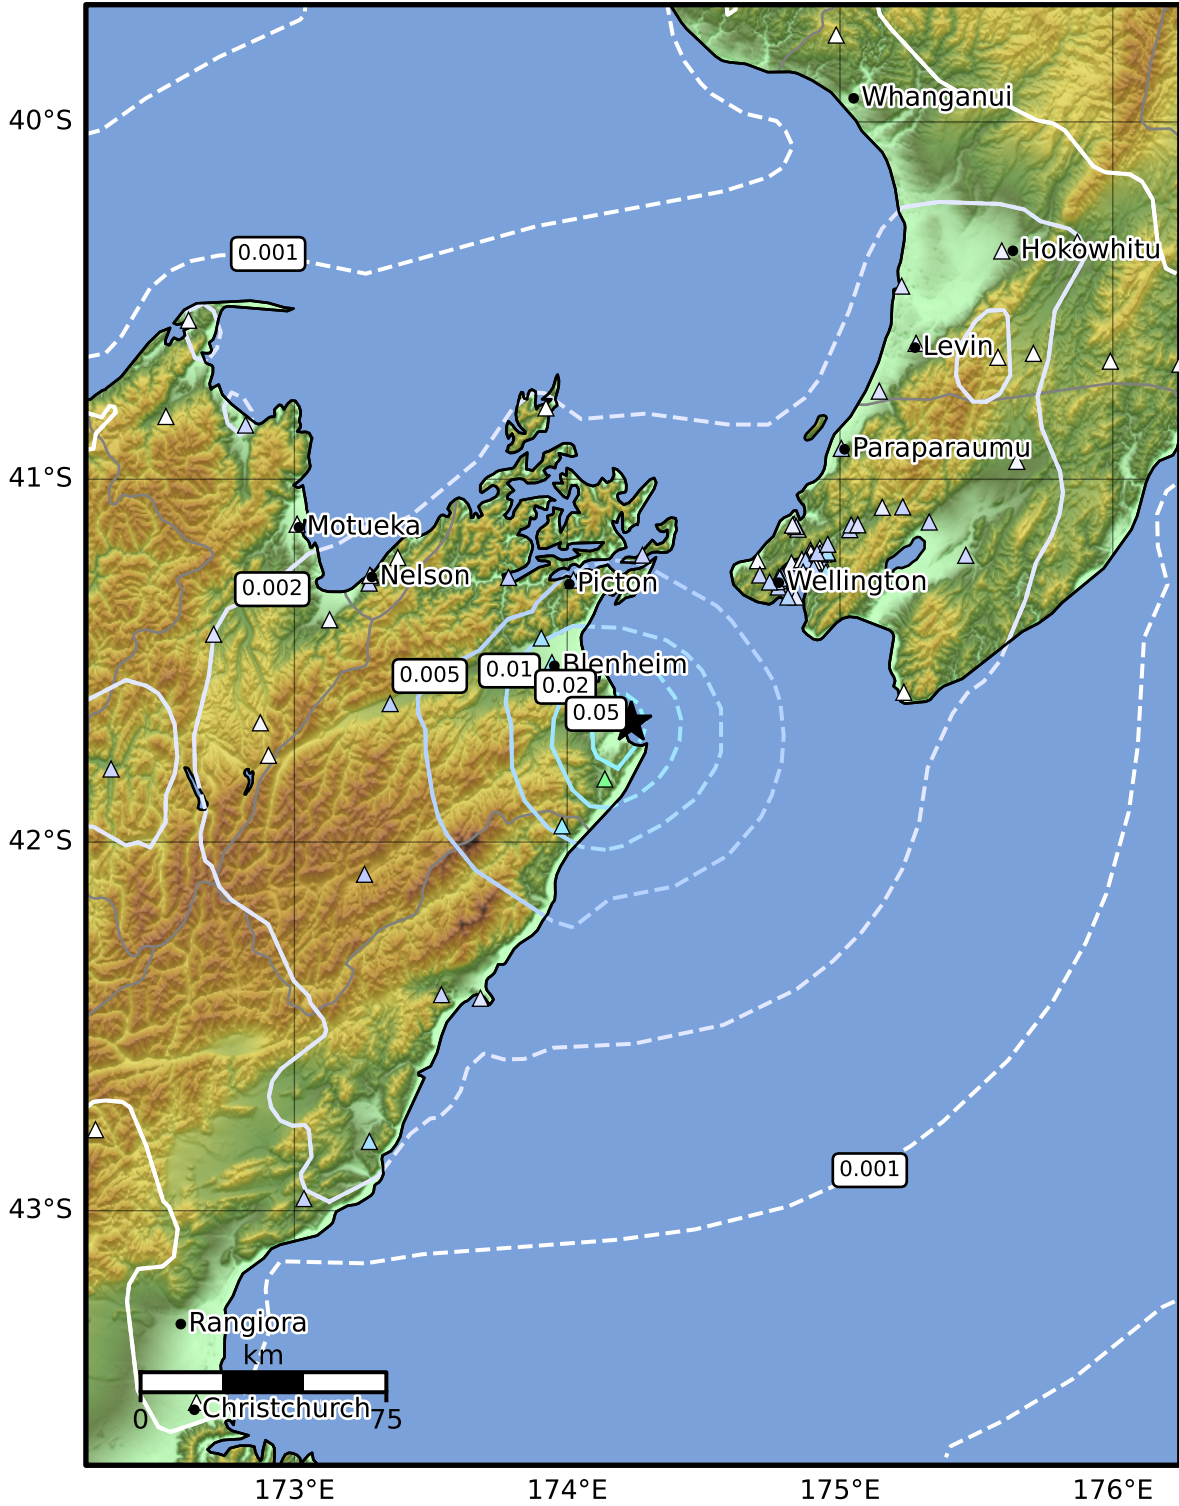 Whanganui
40°S
Hokowhitu
0.001
Levin
Paraparaumu
41°S
Motueka
Nelson
Picton
Wellington
0.002
Blenheim
0.005
0.01
0.02
0.05
42°S
0.001
43°S
Rangiora
km
Christchurch
0
75
173°E
174°E
175°E
176°E